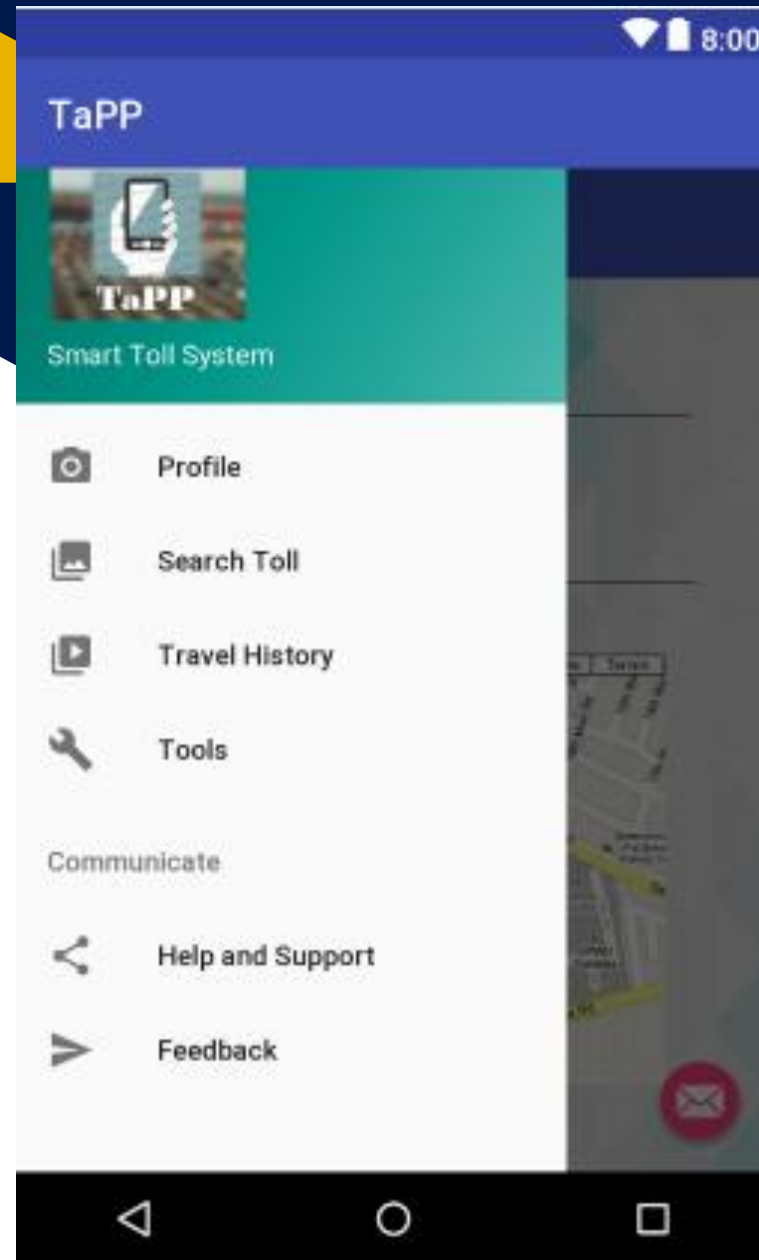 8:00
TaPP
TaPP
Smart Toll System
Profile
Search Toll
Travel History
Tools
Communicate
Help and Support
Feedback